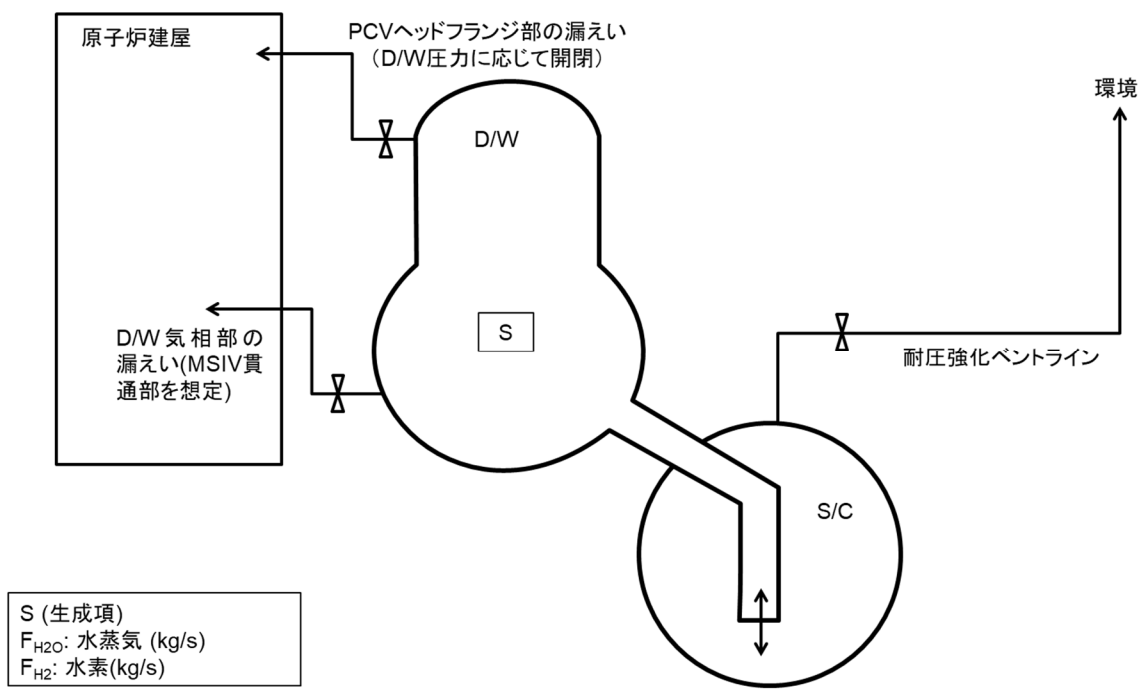 原子炉建屋
PCVヘッドフランジ部の漏えい
（D/W圧力に応じて開閉）
環境
D/W
S
D/W気相部の
漏えい(MSIV貫
通部を想定)
耐圧強化ベントライン
S/C
S (生成項)
FH2O: 水蒸気 (kg/s)
FH2: 水素(kg/s)